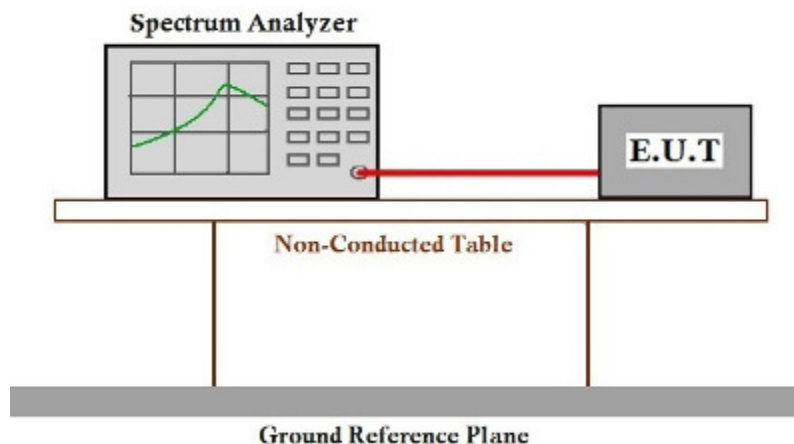 Spectrum Analyzer
E.U.T
Non-Conducted Table
Ground Reference Plane